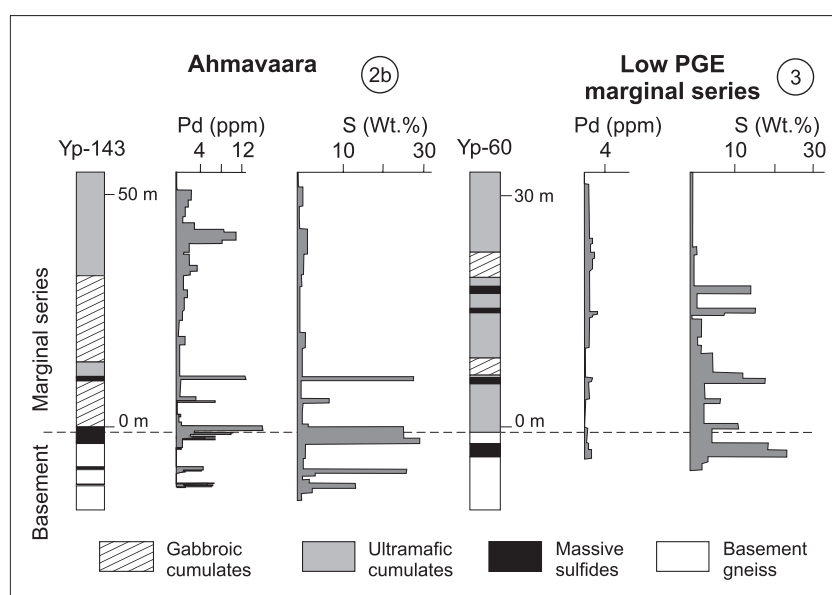 Ahmavaara
2b
Low PGE
marginal series
3
Pd (ppm)
S (Wt.%)
Pd (ppm)
S (Wt.%)
Yp-143
4 12
10 30
Yp-60
4
10 30
50 m
30 m
Marginal series
0 m
0 m
Basement
Gabbroic
cumulates
Ultramafic
cumulates
Massive
sulfides
Basement
gneiss